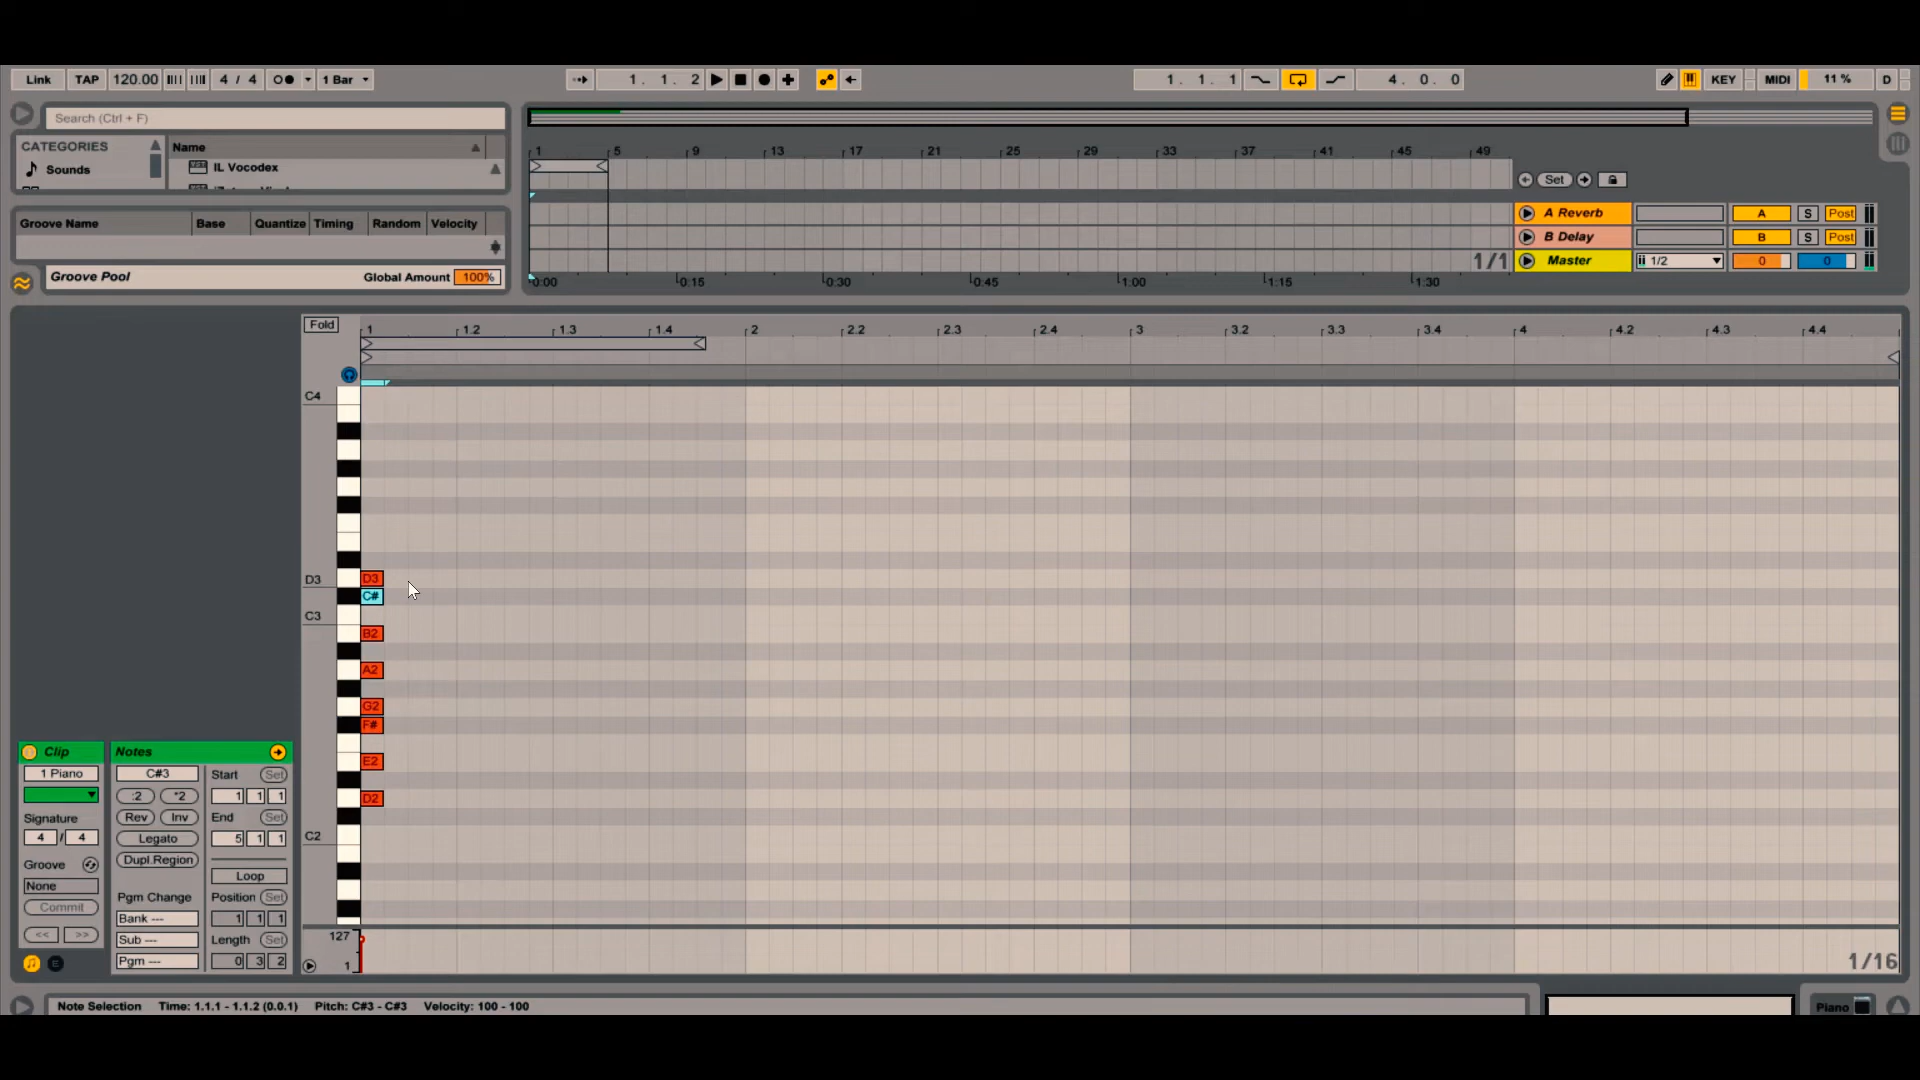 Link TAP 120.00 4 / 4 1 Bar 1. 1. 2 1. 1. 1 4. 0. 0 KEY MIDI 11 % D
Search (Ctrl + F)
CATEGORIES Name
Sounds IL Vocodex
1 5 9 13 17 21 25 29 33 37 41 45 49
Set
Groove Name Base Quantize Timing Random Velocity
A Reverb A S Post
B Delay B S Post
1/1 Master 1/2 0 0
Groove Pool Global Amount 100%
0:00 0:15 0:30 0:45 1:00 1:15 1:30
Fold 1 1.2 1.3 1.4 2 2.2 2.3 2.4 3 3.2 3.3 3.4 4 4.2 4.3 4.4
C4
D3 D3
C#
C3
B2
A2
G2
F#
E2
D2
C2
Clip Notes
1 Piano C#3 Start Set
:2 *2 1 1 1
Signature Rev Inv End Set
4 / 4 Legato 5 1 1
Groove Dupl.Region
None Loop
Commit Pgm Change Position Set
<< >> Bank --- 1 1 1
Sub --- Length Set
Pgm --- 0 3 2
127
1
1/16
Note Selection Time: 1.1.1 - 1.1.2 (0.0.1) Pitch: C#3 - C#3 Velocity: 100 - 100
Piano